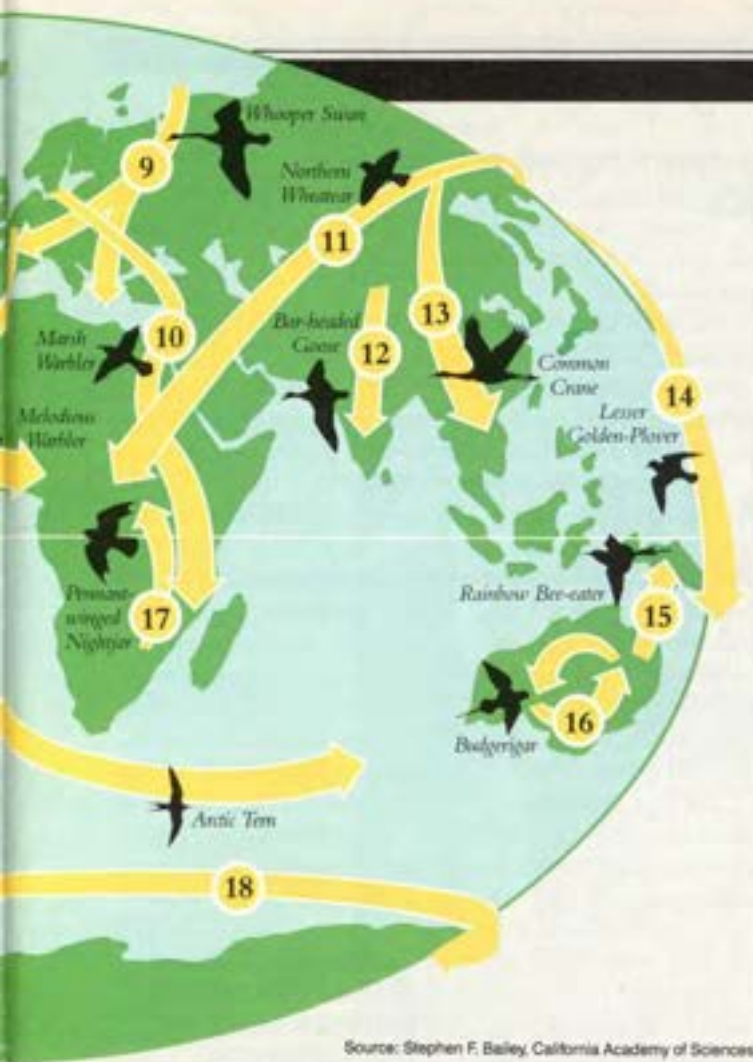 Whooper Swan
9
Northern
Wheatear
11
10
Marsh
Warbler
Bar-headed
Goose
12
13
Common
Crane
14
Lesser
Golden-Plover
Melodious
Warbler
Pennant-
winged
Nightjar
17
Rainbow Bee-eater
15
16
Budgerigar
Arctic Tern
18
Source: Stephen F. Bailey, California Academy of Sciences